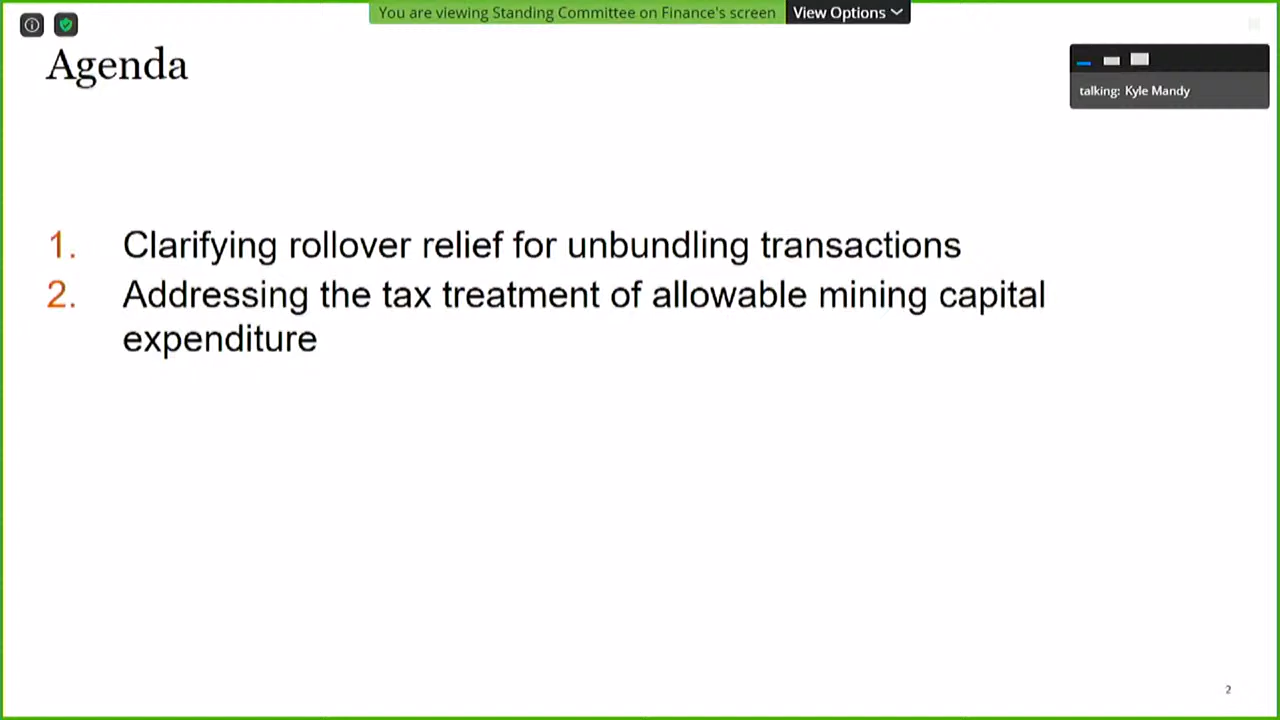 You are viewing Standing Committee on Finance's screen
View Options
Agenda
talking: Kyle Mandy
1. Clarifying rollover relief for unbundling transactions
2. Addressing the tax treatment of allowable mining capital
expenditure
2